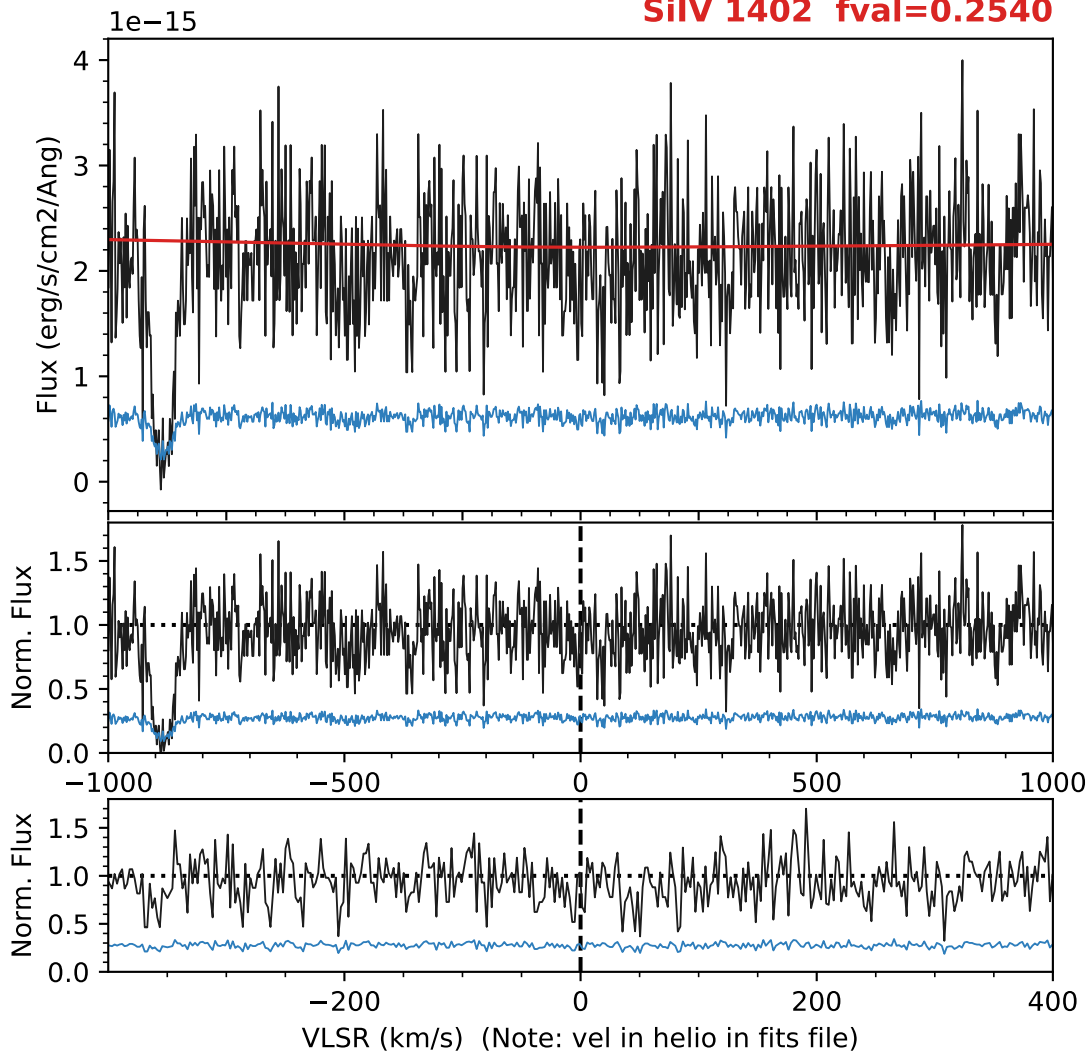 1e−15
SiIV 1402 fval=0.2540
4
3
2
1
0
Flux (erg/s/cm2/Ang)
1.5
1.0
0.5
0.0
Norm. Flux
−1000 −500 0 500 1000
1.5
1.0
0.5
0.0
Norm. Flux
−200 0 200 400
VLSR (km/s) (Note: vel in helio in fits file)